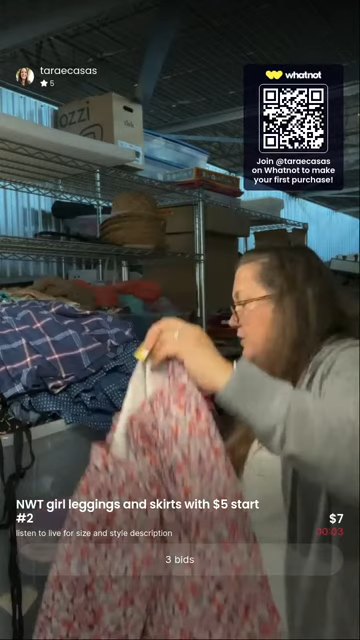 taraecasas
★ 5
ozzi
whatnot
Join @taraecasas
on Whatnot to make
your first purchase!
NWT girl leggings and skirts with $5 start
#2
$7
listen to live for size and style description
00:03
3 bids